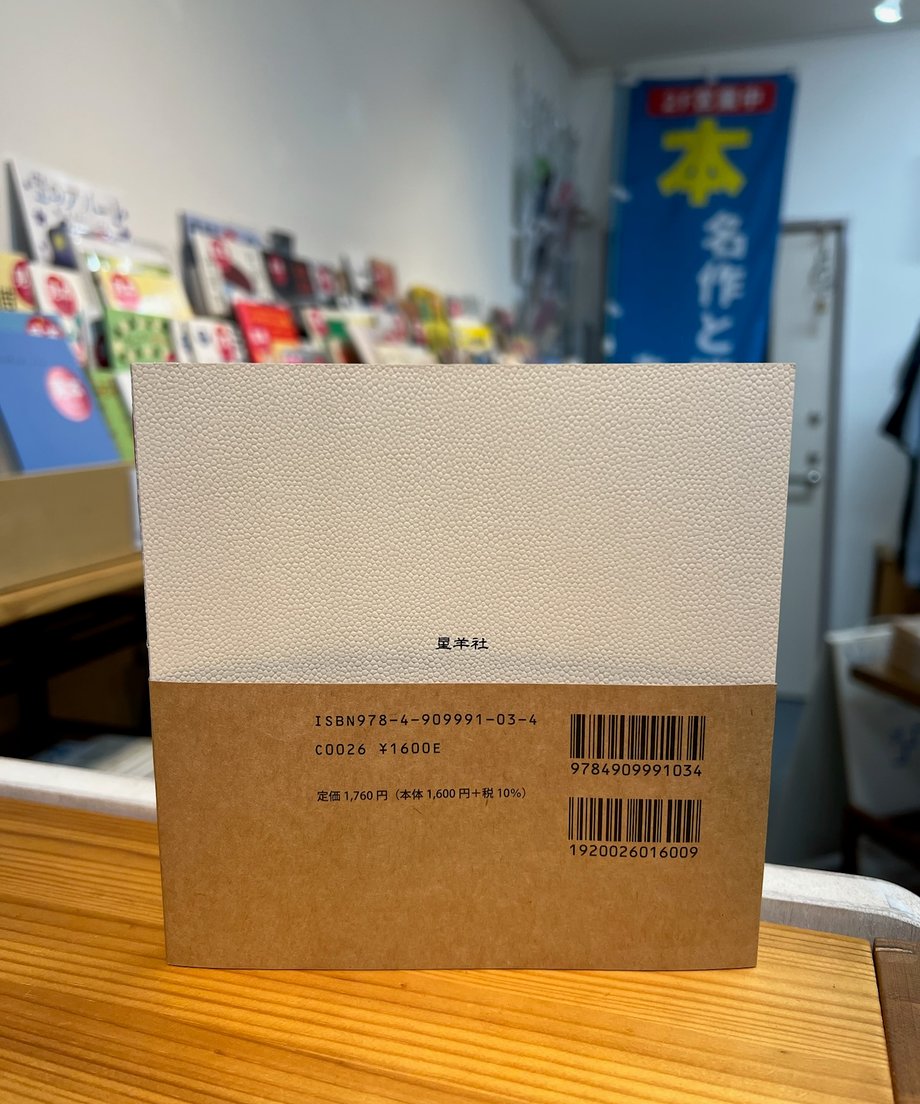 本
名作と
星羊社
ISBN978-4-909991-03-4
C0026 ¥1600E
定価 1,760 円（本体 1,600 円＋税 10%）
9784909991034
1920026016009